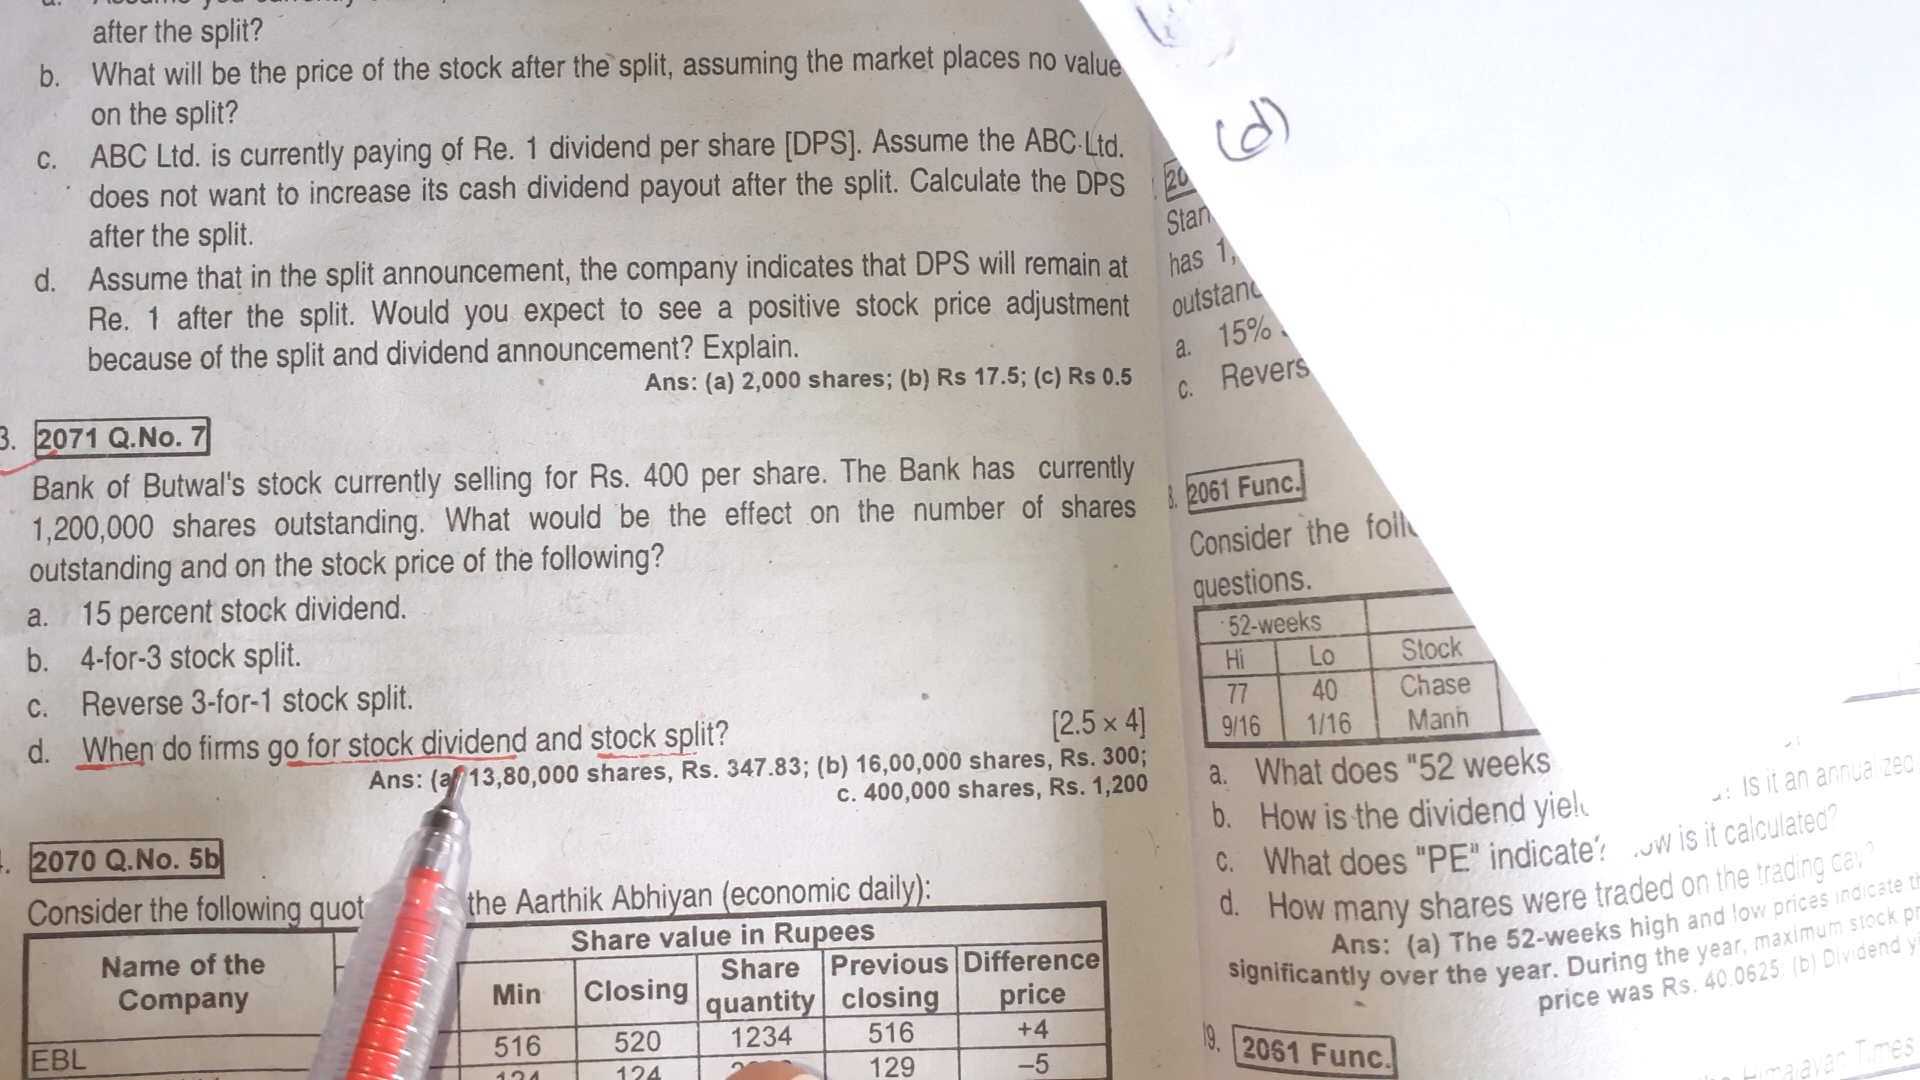 after the split?
b. What will be the price of the stock after the split, assuming the market places no value
on the split?
c. ABC Ltd. is currently paying of Re. 1 dividend per share [DPS]. Assume the ABC Ltd.
does not want to increase its cash dividend payout after the split. Calculate the DPS
after the split.
d. Assume that in the split announcement, the company indicates that DPS will remain at
Re. 1 after the split. Would you expect to see a positive stock price adjustment
because of the split and dividend announcement? Explain.
Ans: (a) 2,000 shares; (b) Rs 17.5; (c) Rs 0.5
3. 2071 Q.No. 7
Bank of Butwal's stock currently selling for Rs. 400 per share. The Bank has currently
1,200,000 shares outstanding. What would be the effect on the number of shares
outstanding and on the stock price of the following?
a. 15 percent stock dividend.
b. 4-for-3 stock split.
c. Reverse 3-for-1 stock split.
d. When do firms go for stock dividend and stock split? [2.5 × 4]
Ans: (a) 13,80,000 shares, Rs. 347.83; (b) 16,00,000 shares, Rs. 300;
c. 400,000 shares, Rs. 1,200
2070 Q.No. 5b
Consider the following the Aarthik Abhiyan (economic daily):
Share value in Rupees
Name of the Company Min Closing Share quantity Previous closing Difference price
EBL 516 520 1234 516 +4
124 124 129 –5
(d)
20
has 1,
a. 15%
c.
2061 Func.
Consider the
questions.
52-weeks
Hi Lo Stock
77 9/16 40 1/16 Chase Manh
a. What does "52 weeks
Is it an
b. How is the dividend
is it calculated?
c. What does "PE" indicate?
d. How many shares were traded on the trading day?
Ans: (a) The 52-weeks high and low prices indicate
significantly over the year. During the year, maximum stock
price was Rs. 40.0625; (b) Dividend
19. 2061 Func.
Times